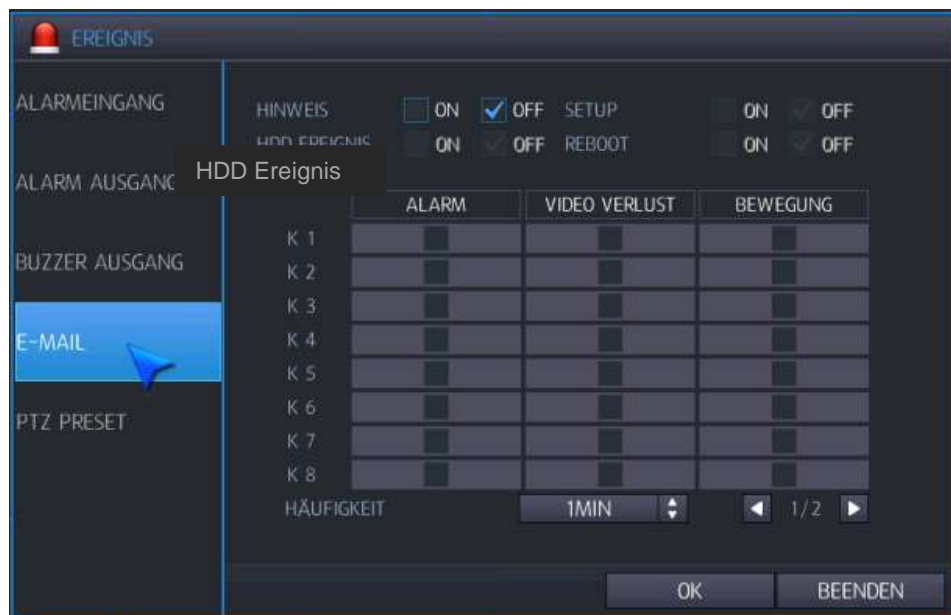 EREIGNIS
ALARMEINGANG
ALARM AUSGANG
BUZZER AUSGANG
E-MAIL
PTZ PRESET
HINWEIS ON OFF SETUP ON OFF
HDD EREIGNIS ON OFF REBOOT ON OFF
HDD Ereignis
ALARM VIDEO VERLUST BEWEGUNG
K 1
K 2
K 3
K 4
K 5
K 6
K 7
K 8
HÄUFIGKEIT 1MIN 1/2
OK BEENDEN